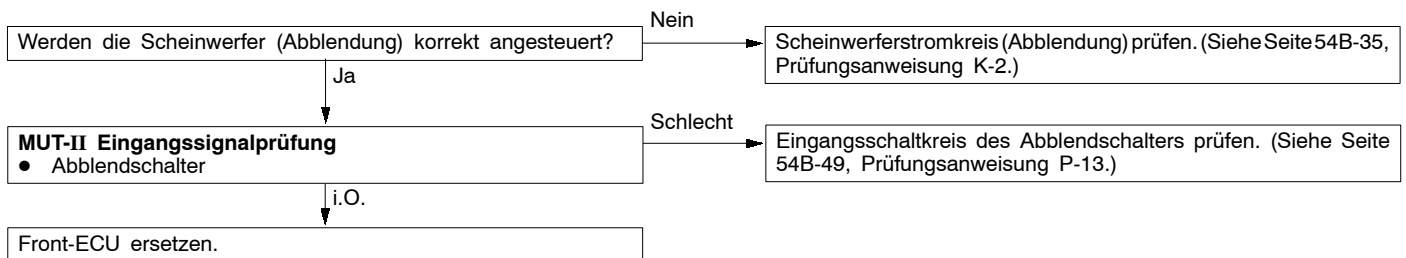 Nein
Werden die Scheinwerfer (Abblendung) korrekt angesteuert?
Scheinwerferstromkreis (Abblendung) prüfen. (Siehe Seite 54B-35,
Prüfungsanweisung K-2.)
Ja
MUT-II Eingangssignalprüfung
● Abblendschalter
Schlecht
Eingangsschaltkreis des Abblendschalters prüfen. (Siehe Seite
54B-49, Prüfungsanweisung P-13.)
i.O.
Front-ECU ersetzen.